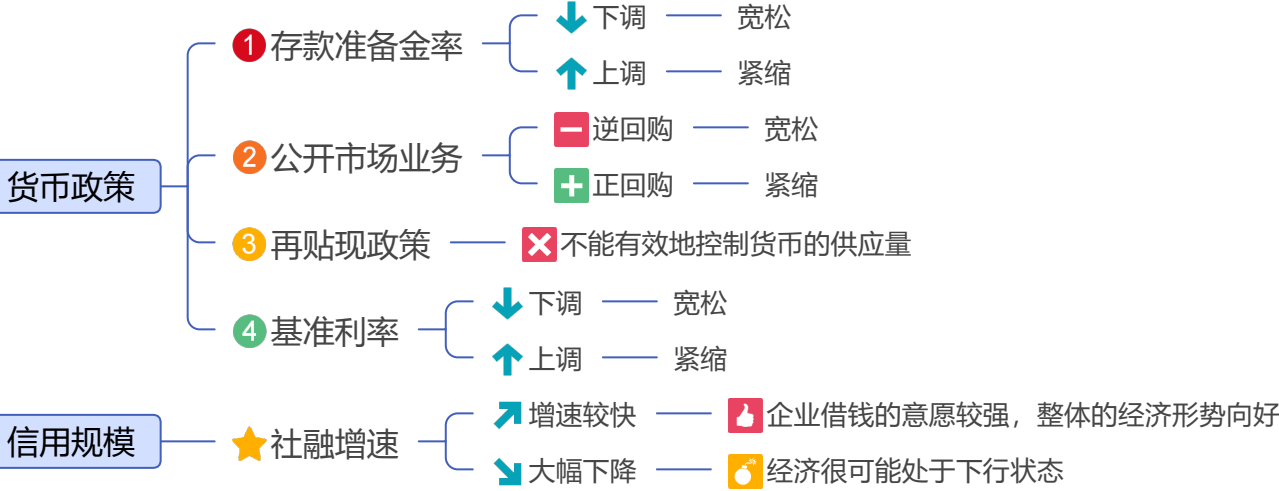 货币政策
1 存款准备金率
下调
宽松
上调
紧缩
2 公开市场业务
逆回购
宽松
正回购
紧缩
3 再贴现政策
不能有效地控制货币的供应量
4 基准利率
下调
宽松
上调
紧缩
信用规模
社融增速
增速较快
企业借钱的意愿较强，整体的经济形势向好
大幅下降
经济很可能处于下行状态